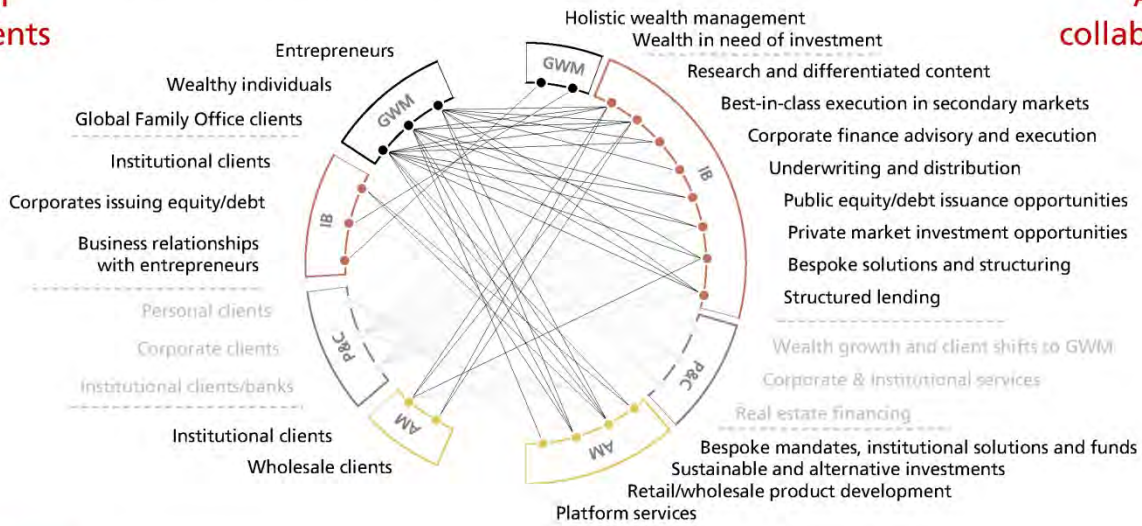 ents
collab
Entrepreneurs
Wealthy individuals
Global Family Office clients
Institutional clients
Corporates issuing equity/debt
Business relationships
with entrepreneurs
Personal clients
Corporate clients
Institutional clients/banks
Institutional clients
Wholesale clients
GWM
IB
P&C
AM
Holistic wealth management
Wealth in need of investment
Research and differentiated content
Best-in-class execution in secondary markets
Corporate finance advisory and execution
Underwriting and distribution
Public equity/debt issuance opportunities
Private market investment opportunities
Bespoke solutions and structuring
Structured lending
Wealth growth and client shifts to GWM
Corporate & Institutional services
Real estate financing
Bespoke mandates, institutional solutions and funds
Sustainable and alternative investments
Retail/wholesale product development
Platform services
GWM
IB
P&C
AM